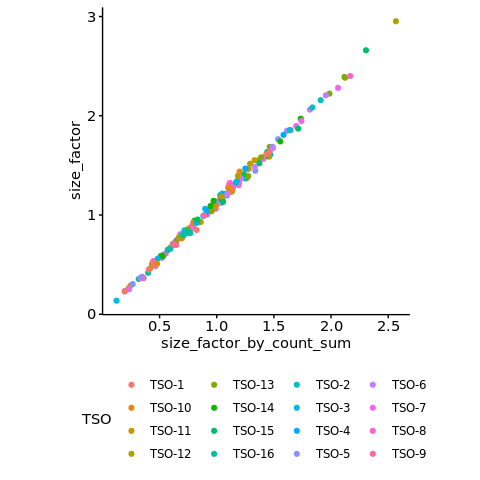 3
2
1
0
size_factor
0.5 1.0 1.5 2.0 2.5
size_factor_by_count_sum
TSO
TSO-1 TSO-13 TSO-2 TSO-6
TSO-10 TSO-14 TSO-3 TSO-7
TSO-11 TSO-15 TSO-4 TSO-8
TSO-12 TSO-16 TSO-5 TSO-9